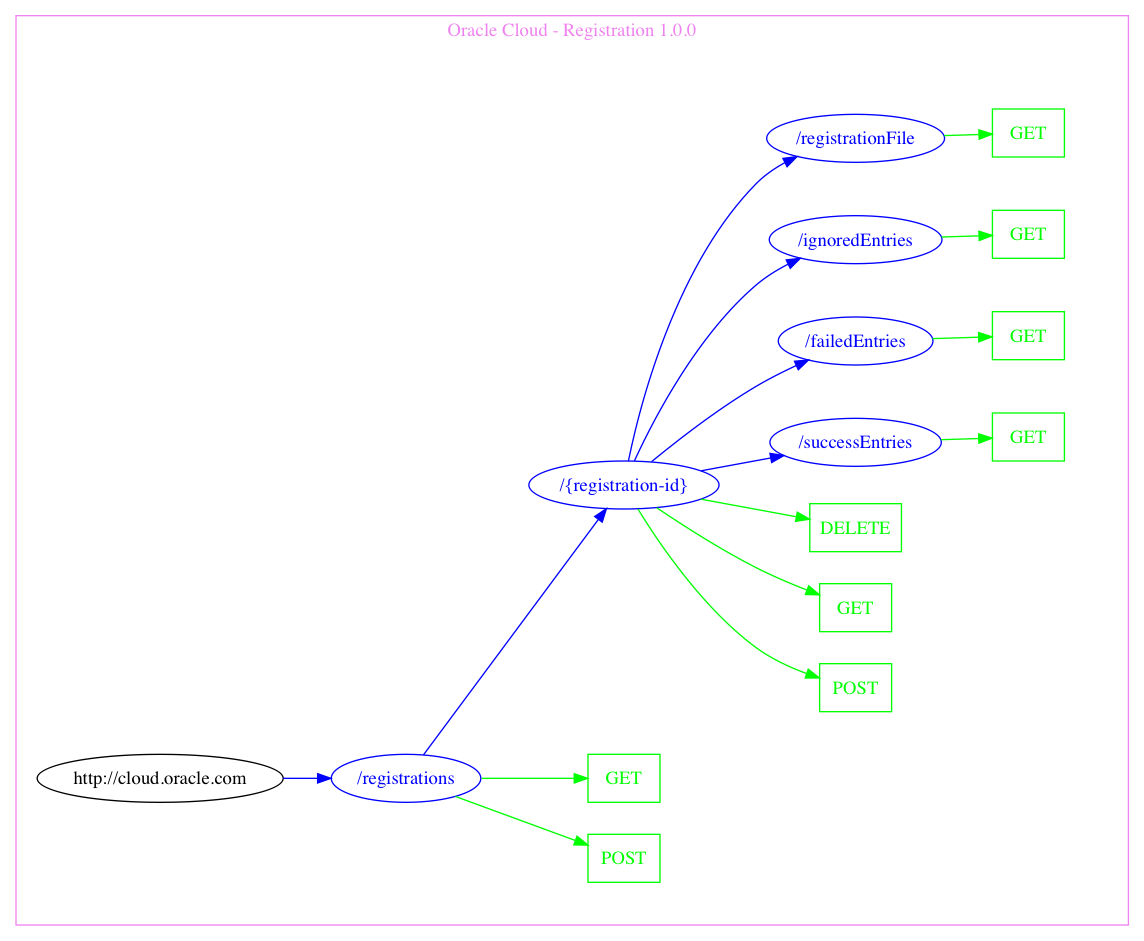 Oracle Cloud - Registration 1.0.0
/registrationFile
GET
/ignoredEntries
GET
/failedEntries
GET
/successEntries
GET
/{registration-id}
DELETE
GET
POST
http://cloud.oracle.com
/registrations
GET
POST